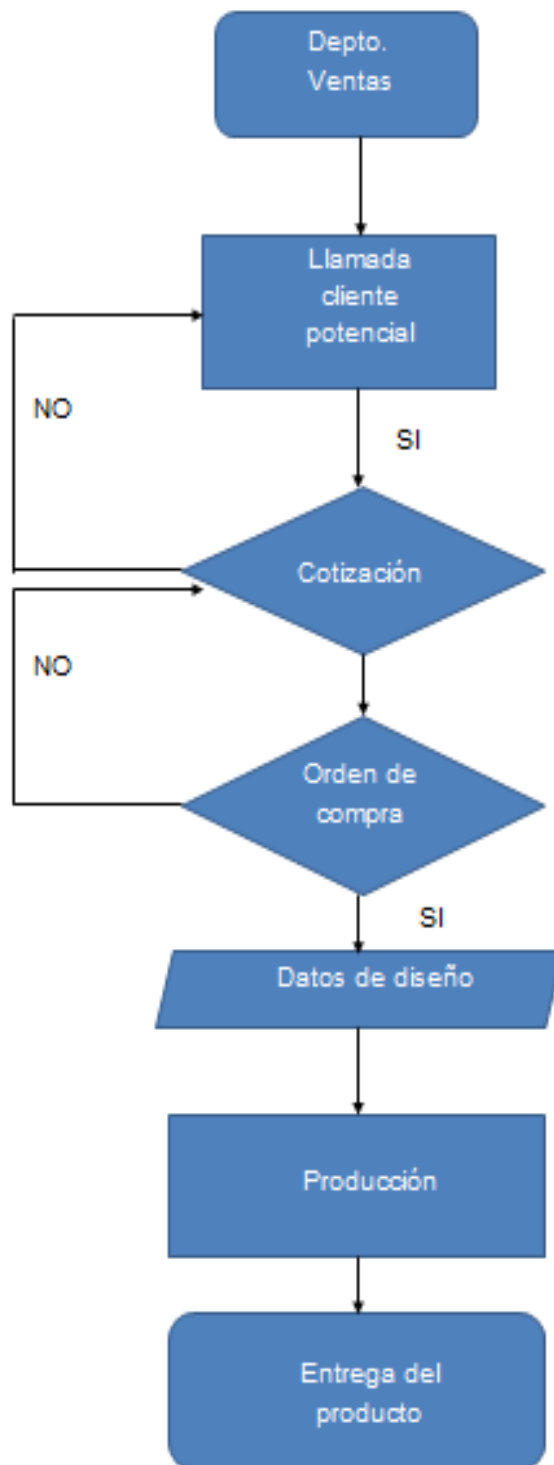 Depto.
Ventas
Llamada
cliente
potencial
NO
SI
Cotización
NO
Orden de
compra
SI
Datos de diseño
Producción
Entrega del
producto